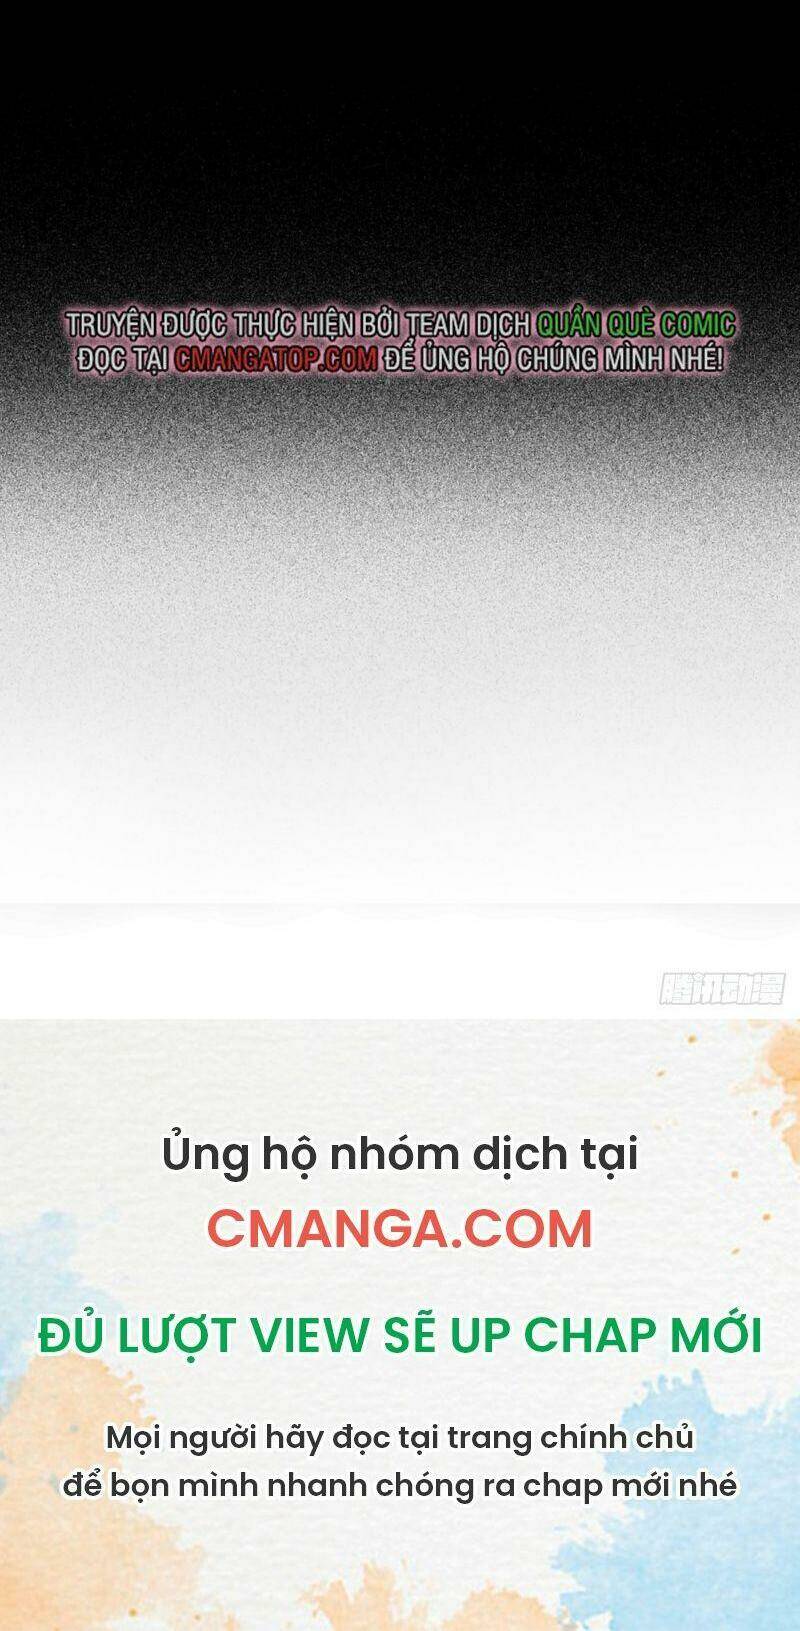 TRUYỆN ĐƯỢC THỰC HIỆN BỞI TEAM DỊCH QUẦN QUÈ COMIC
ĐỌC TẠI CMANGATOP.COM ĐỂ ỦNG HỘ CHÚNG MÌNH NHÉ!
腾讯动漫
Ủng hộ nhóm dịch tại
CMANGA.COM
ĐỦ LƯỢT VIEW SẼ UP CHAP MỚI
Mọi người hãy đọc tại trang chính chủ
để bọn mình nhanh chóng ra chap mới nhé